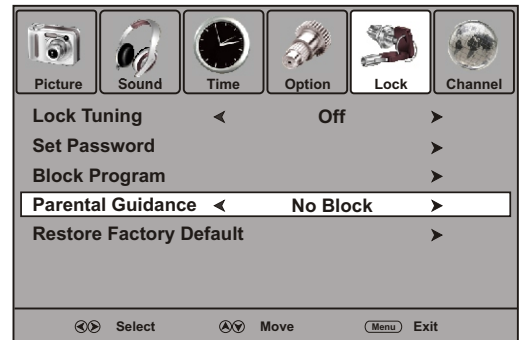 Picture Sound Time Option Lock Channel
Lock Tuning Off
Set Password
Block Program
Parental Guidance No Block
Restore Factory Default
Select Move Menu Exit